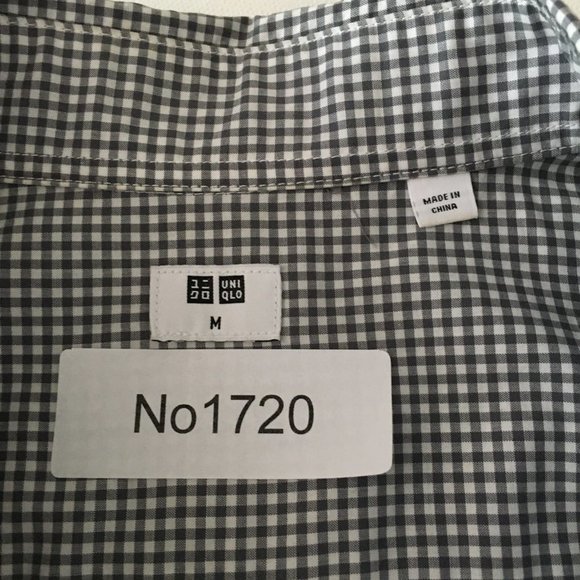 MADE IN
CHINA
ユニ UNI
クロ QLO
M
No1720